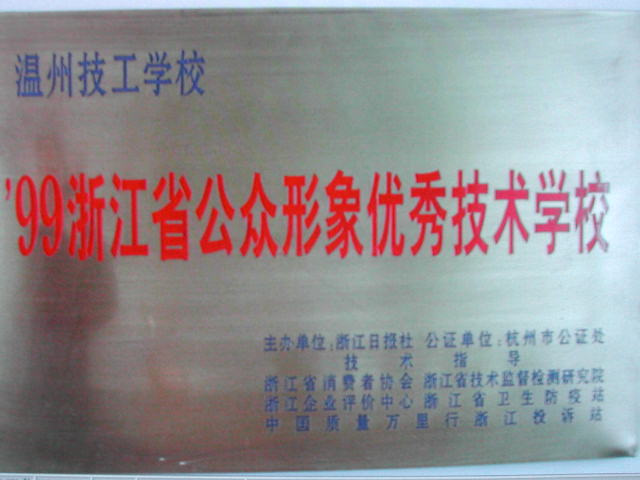 温州技工学校
'99浙江省公众形象优秀技术学校
主办单位:浙江日报社 公证单位:杭州市公证处
技术指导
浙江省消费者协会 浙江省技术监督检测研究院
浙江企业评价中心 浙江省卫生防疫站
中国质量万里行浙江投诉站